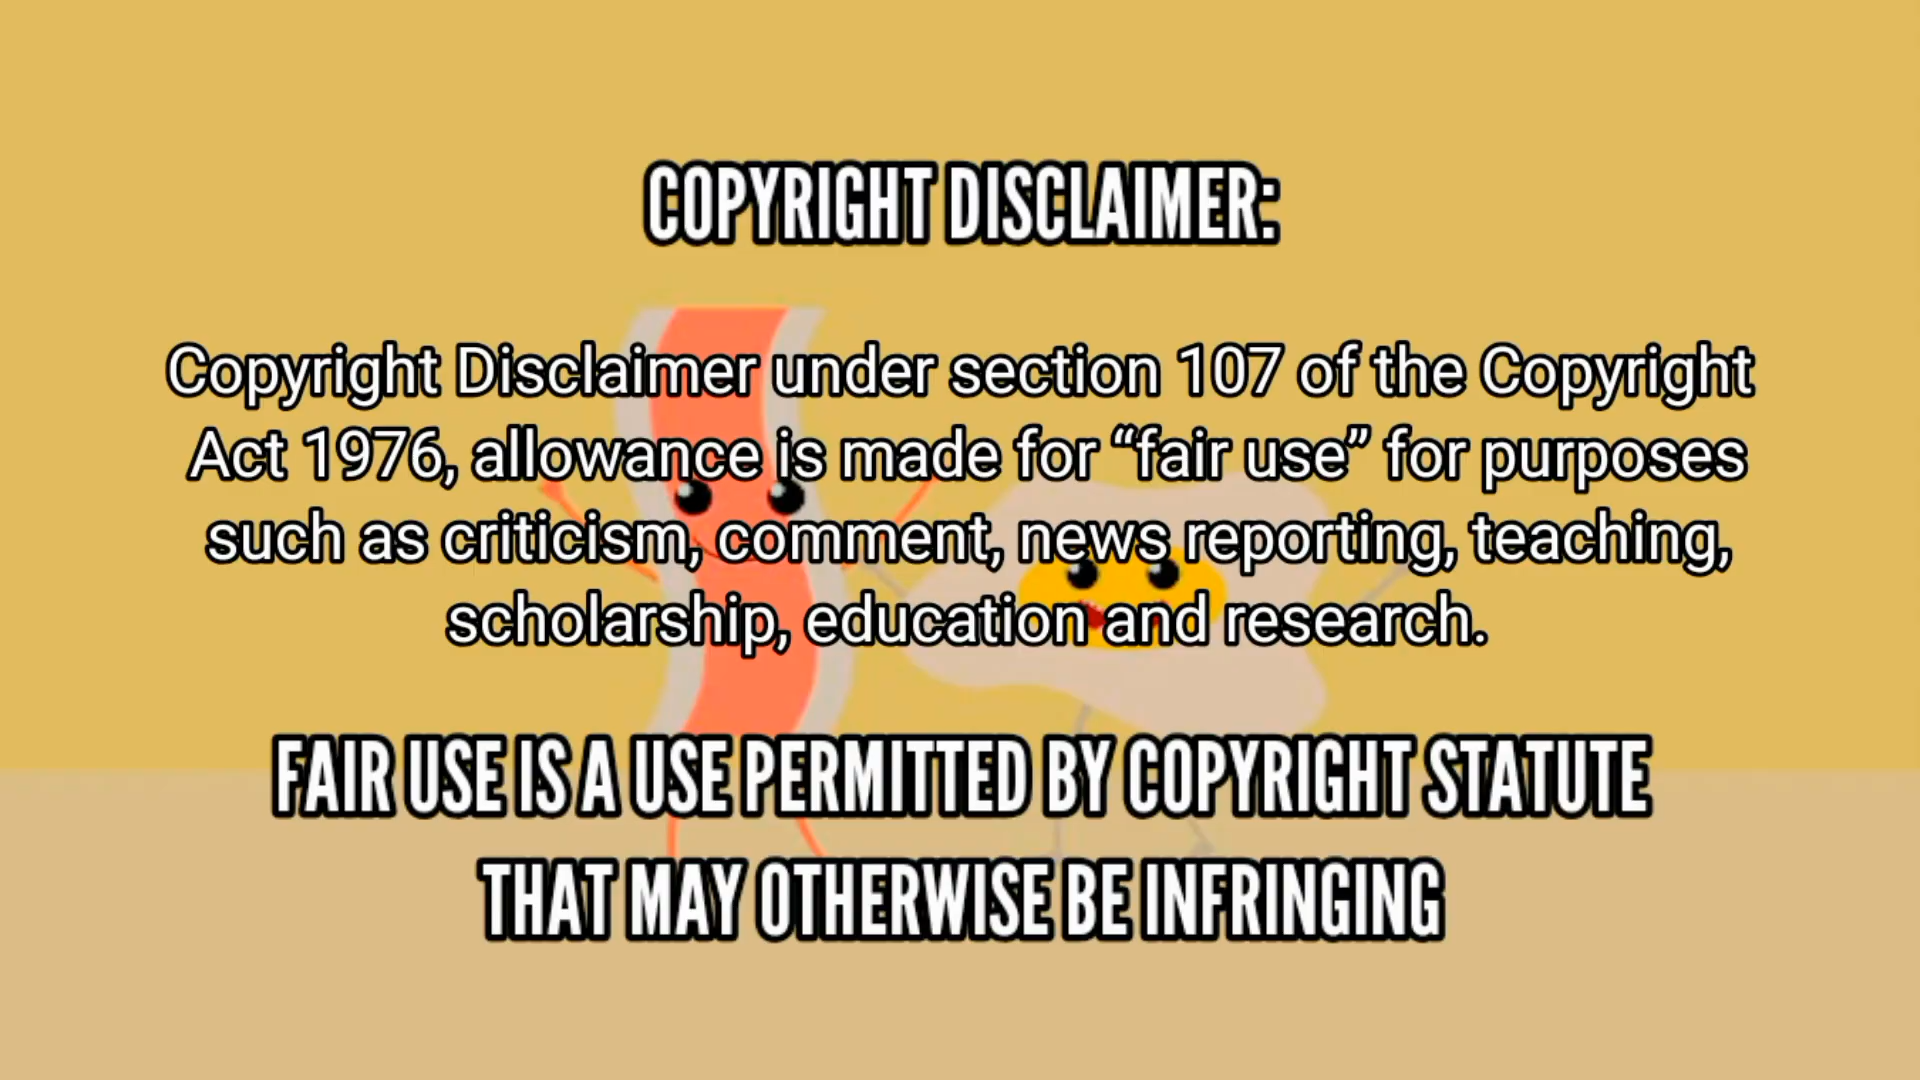 COPYRIGHT DISCLAIMER:
Copyright Disclaimer under section 107 of the Copyright
Act 1976, allowance is made for “fair use” for purposes
such as criticism, comment, news reporting, teaching,
scholarship, education and research.
FAIR USE IS A USE PERMITTED BY COPYRIGHT STATUTE
THAT MAY OTHERWISE BE INFRINGING